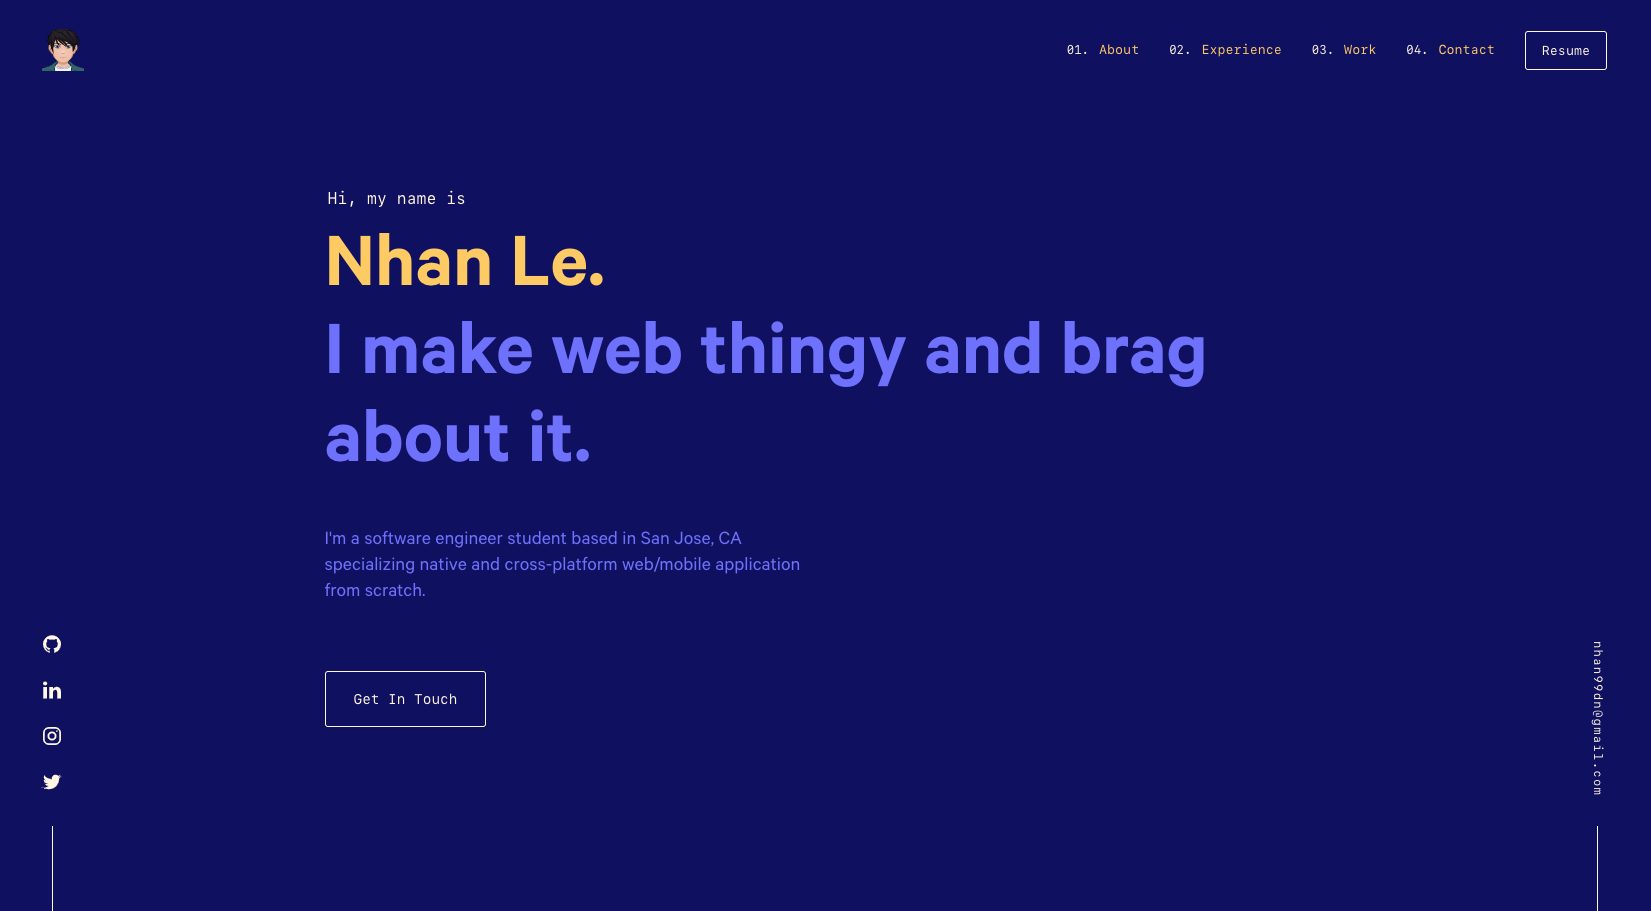 01. About 02. Experience 03. Work 04. Contact Resume
Hi, my name is
Nhan Le.
I make web thingy and brag
about it.
I'm a software engineer student based in San Jose, CA
specializing native and cross-platform web/mobile application
from scratch.
Get In Touch
nhan99dn@gmail.com